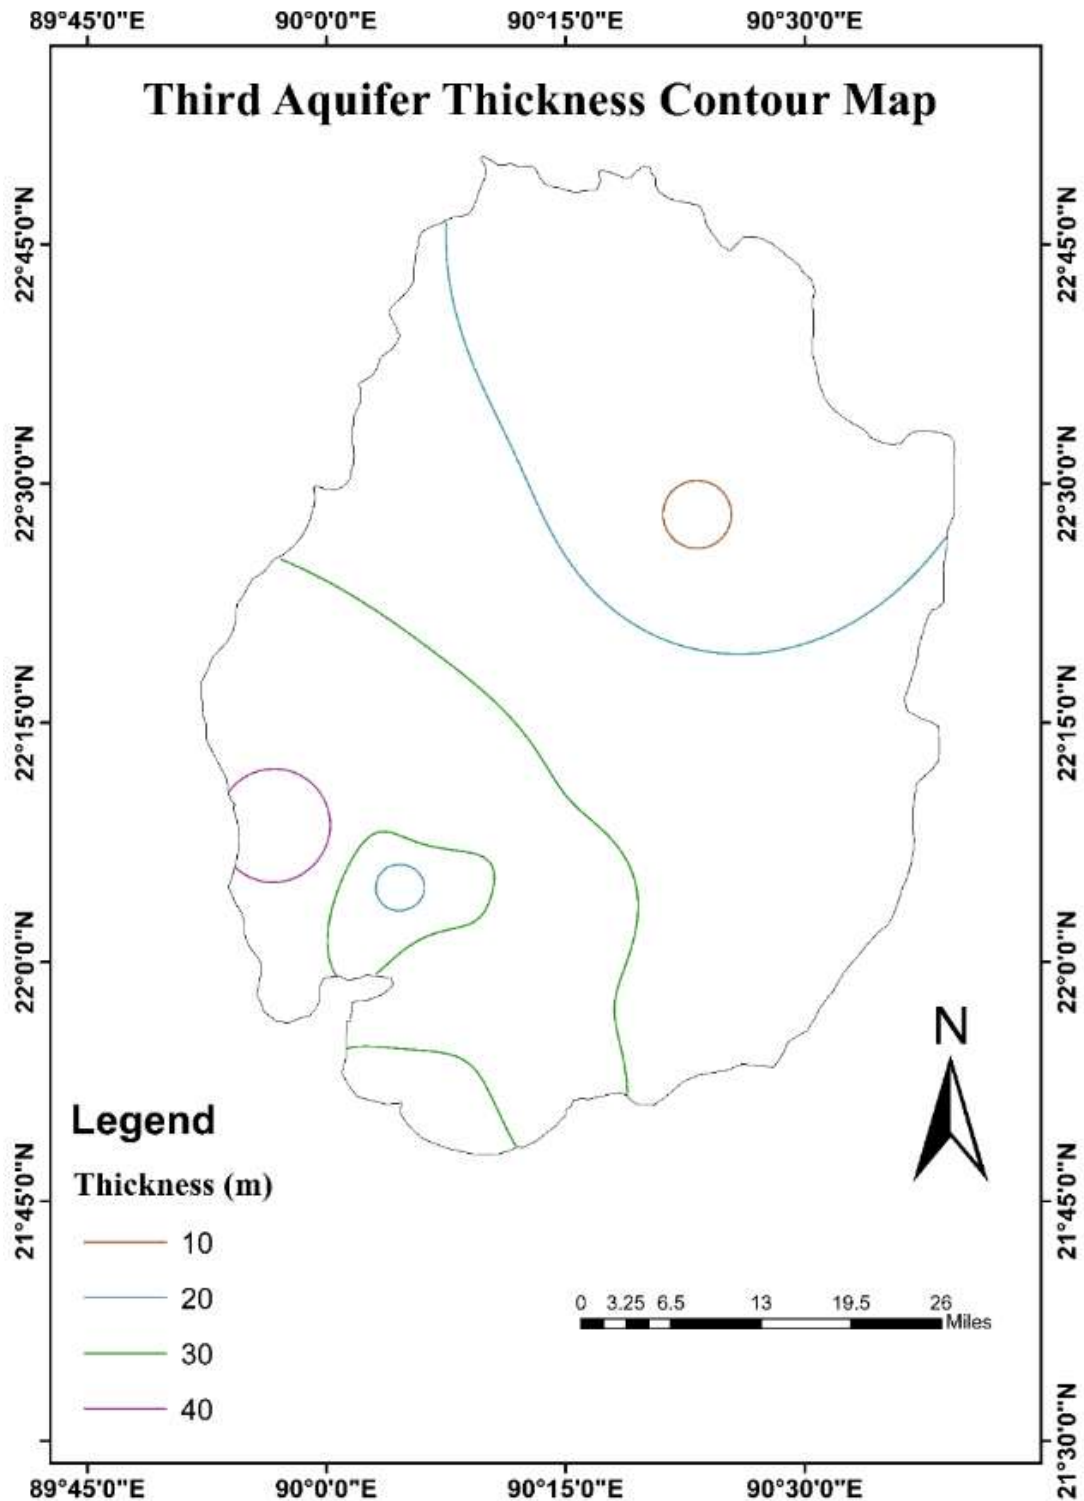 89°45'0"E 90°0'0"E 90°15'0"E 90°30'0"E
Third Aquifer Thickness Contour Map
22°45'0"N 22°45'0"N
22°30'0"N 22°30'0"N
22°15'0"N 22°15'0"N
22°0'0"N 22°0'0"N
N
Legend
Thickness (m)
21°45'0"N 21°45'0"N
10
20
0 3.25 6.5 13 19.5 26
Miles
30
40
21°30'0"N
89°45'0"E 90°0'0"E 90°15'0"E 90°30'0"E